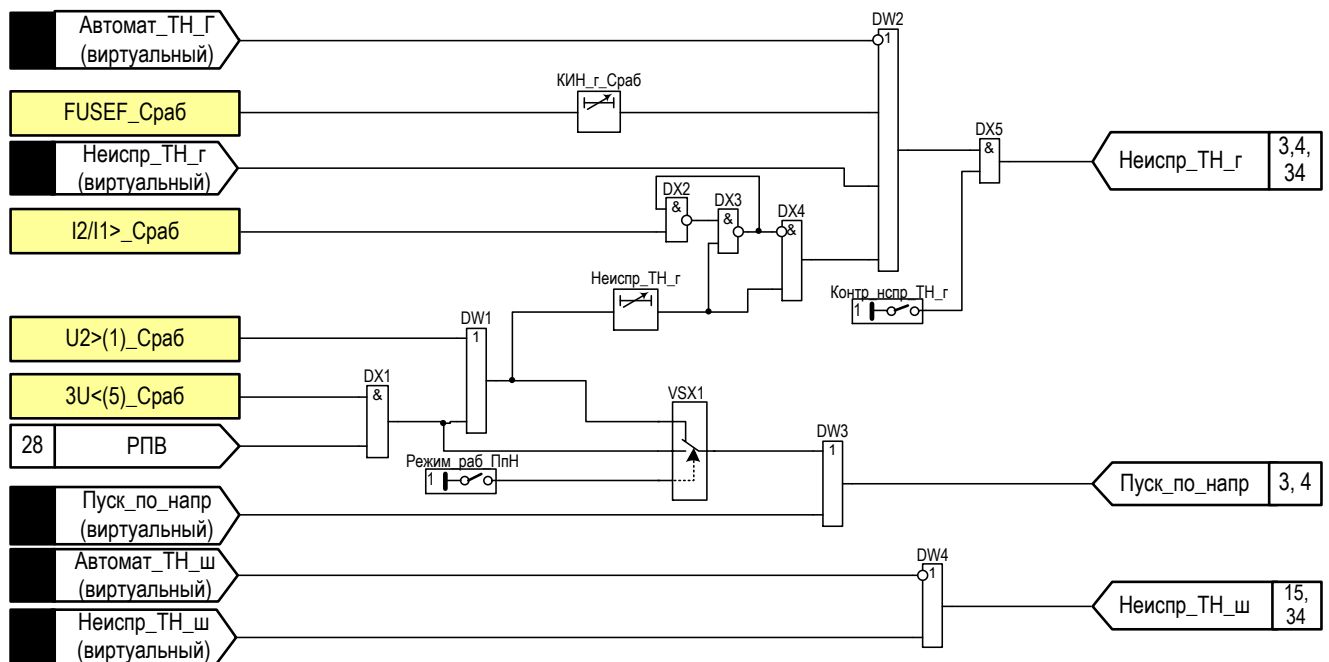 Автомат_ТН_Г
(виртуальный)
DW2
1
КИН_г_Сраб
FUSEF_Сраб
DX5
&
Неиспр_ТН_г
(виртуальный)
Неиспр_ТН_г
3,4,
34
DX2
&
DX3
&
DX4
&
I2/I1>_Сраб
Неиспр_ТН_г
Контр_нспр_ТН_г
1
U2>(1)_Сраб
DW1
1
3U<(5)_Сраб
DX1
&
VSX1
28
РПВ
DW3
1
Режим_раб_ПпН
1
Пуск_по_напр
(виртуальный)
Пуск_по_напр
3, 4
Автомат_ТН_ш
(виртуальный)
DW4
1
Неиспр_ТН_ш
15,
34
Неиспр_ТН_ш
(виртуальный)